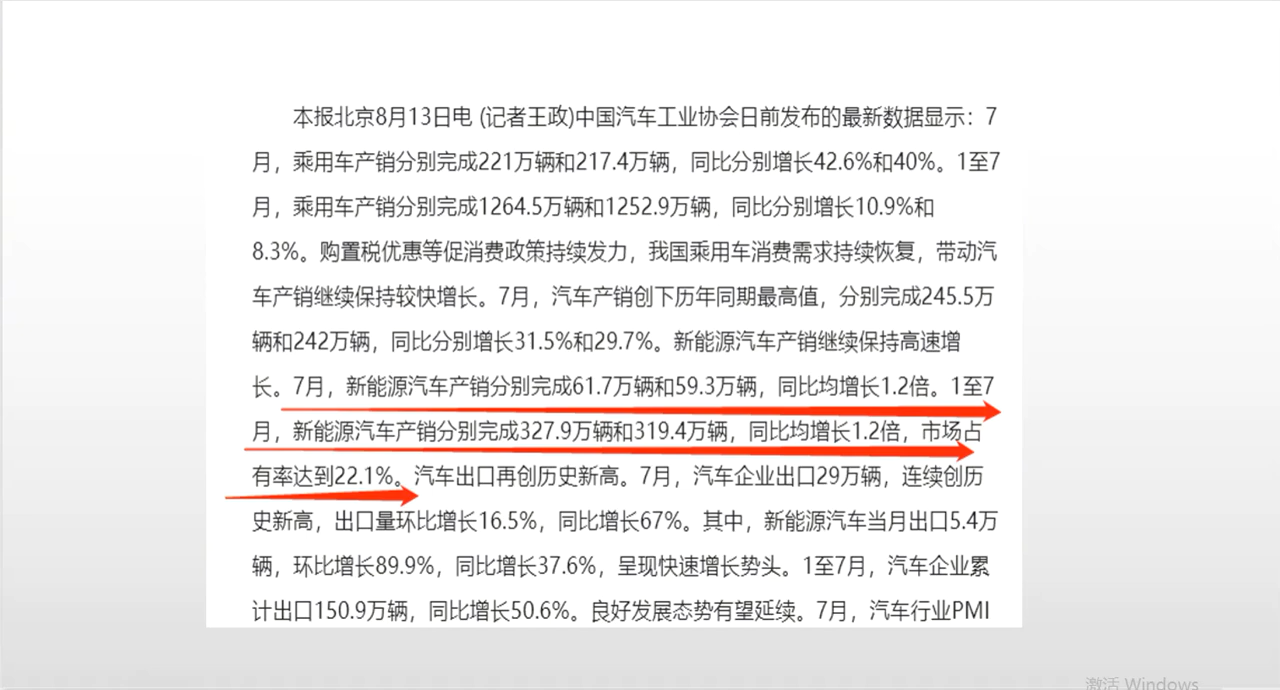 本报北京8月13日电 (记者王政)中国汽车工业协会日前发布的最新数据显示：7
月，乘用车产销分别完成221万辆和217.4万辆，同比分别增长42.6%和40%。1至7
月，乘用车产销分别完成1264.5万辆和1252.9万辆，同比分别增长10.9%和
8.3%。购置税优惠等促消费政策持续发力，我国乘用车消费需求持续恢复，带动汽
车产销继续保持较快增长。7月，汽车产销创下历年同期最高值，分别完成245.5万
辆和242万辆，同比分别增长31.5%和29.7%。新能源汽车产销继续保持高速增
长。7月，新能源汽车产销分别完成61.7万辆和59.3万辆，同比均增长1.2倍。1至7
月，新能源汽车产销分别完成327.9万辆和319.4万辆，同比均增长1.2倍，市场占
有率达到22.1%。汽车出口再创历史新高。7月，汽车企业出口29万辆，连续创历
史新高，出口量环比增长16.5%，同比增长67%。其中，新能源汽车当月出口5.4万
辆，环比增长89.9%，同比增长37.6%，呈现快速增长势头。1至7月，汽车企业累
计出口150.9万辆，同比增长50.6%。良好发展态势有望延续。7月，汽车行业PMI
激活 Windows